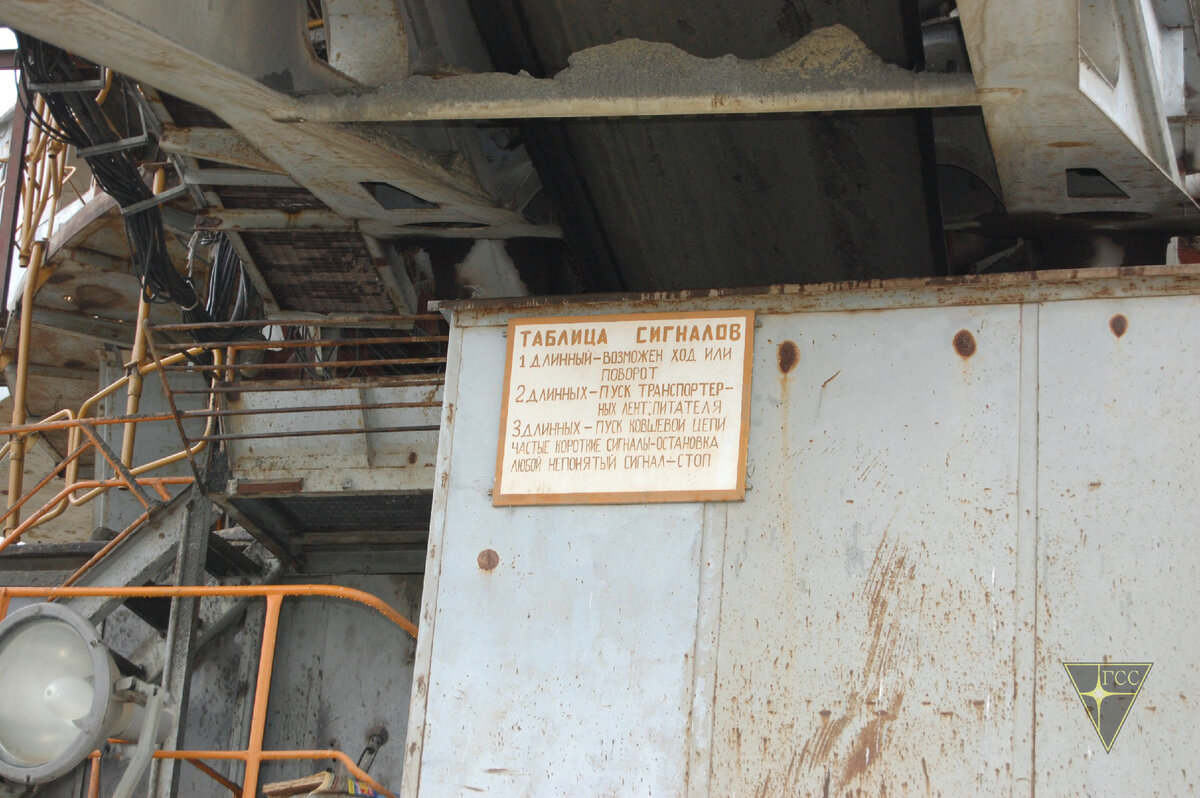 ТАБЛИЦА СИГНАЛОВ
1 ДЛИННЫЙ-ВОЗМОЖЕН ХОД ИЛИ
ПОВОРОТ
2 ДЛИННЫХ-ПУСК ТРАНСПОРТЕР-
НЫХ ЛЕНТ, ПИТАТЕЛЯ
3 ДЛИННЫХ-ПУСК КОВШЕВОЙ ЦЕПИ
ЧАСТЫЕ КОРОТКИЕ СИГНАЛЫ-ОСТАНОВКА
ЛЮБОЙ НЕПОНЯТЫЙ СИГНАЛ-СТОП
ГСС